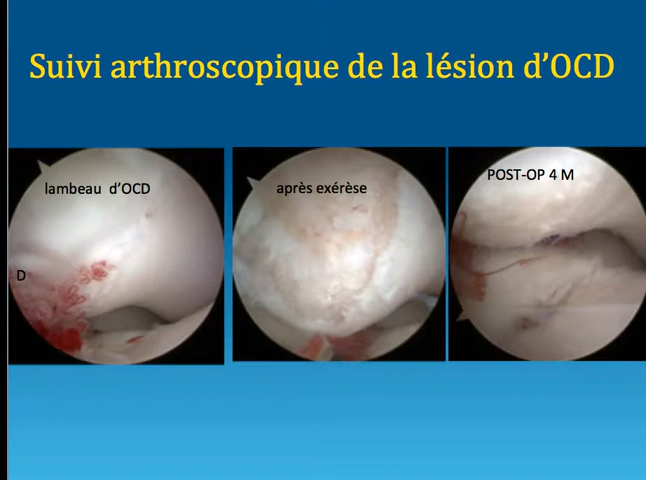 Suivi arthroscopique de la lésion d’OCD
lambeau d’OCD
D
après exérèse
POST-OP 4 M